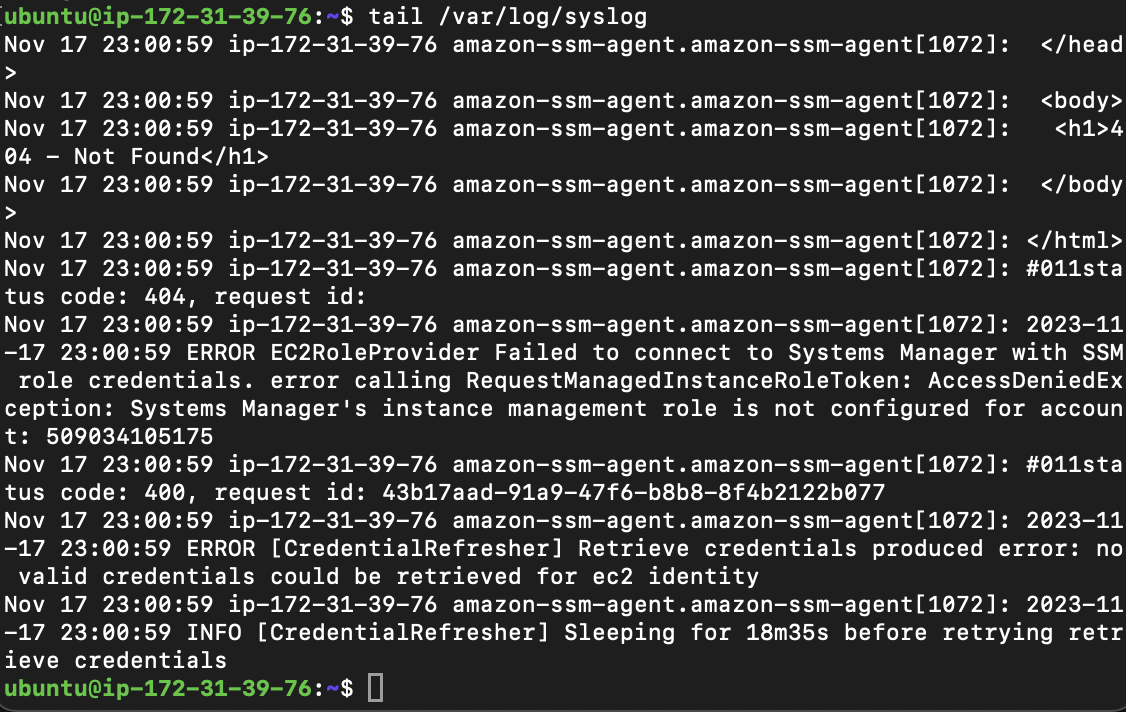 ubuntu@ip-172-31-39-76:~$ tail /var/log/syslog
Nov 17 23:00:59 ip-172-31-39-76 amazon-ssm-agent.amazon-ssm-agent[1072]:  </head
>
Nov 17 23:00:59 ip-172-31-39-76 amazon-ssm-agent.amazon-ssm-agent[1072]:  <body>
Nov 17 23:00:59 ip-172-31-39-76 amazon-ssm-agent.amazon-ssm-agent[1072]:   <h1>4
04 - Not Found</h1>
Nov 17 23:00:59 ip-172-31-39-76 amazon-ssm-agent.amazon-ssm-agent[1072]:  </body
>
Nov 17 23:00:59 ip-172-31-39-76 amazon-ssm-agent.amazon-ssm-agent[1072]: </html>
Nov 17 23:00:59 ip-172-31-39-76 amazon-ssm-agent.amazon-ssm-agent[1072]: #011sta
tus code: 404, request id:
Nov 17 23:00:59 ip-172-31-39-76 amazon-ssm-agent.amazon-ssm-agent[1072]: 2023-11
-17 23:00:59 ERROR EC2RoleProvider Failed to connect to Systems Manager with SSM
 role credentials. error calling RequestManagedInstanceRoleToken: AccessDeniedEx
ception: Systems Manager's instance management role is not configured for accoun
t: 509034105175
Nov 17 23:00:59 ip-172-31-39-76 amazon-ssm-agent.amazon-ssm-agent[1072]: #011sta
tus code: 400, request id: 43b17aad-91a9-47f6-b8b8-8f4b2122b077
Nov 17 23:00:59 ip-172-31-39-76 amazon-ssm-agent.amazon-ssm-agent[1072]: 2023-11
-17 23:00:59 ERROR [CredentialRefresher] Retrieve credentials produced error: no
 valid credentials could be retrieved for ec2 identity
Nov 17 23:00:59 ip-172-31-39-76 amazon-ssm-agent.amazon-ssm-agent[1072]: 2023-11
-17 23:00:59 INFO [CredentialRefresher] Sleeping for 18m35s before retrying retr
ieve credentials
ubuntu@ip-172-31-39-76:~$